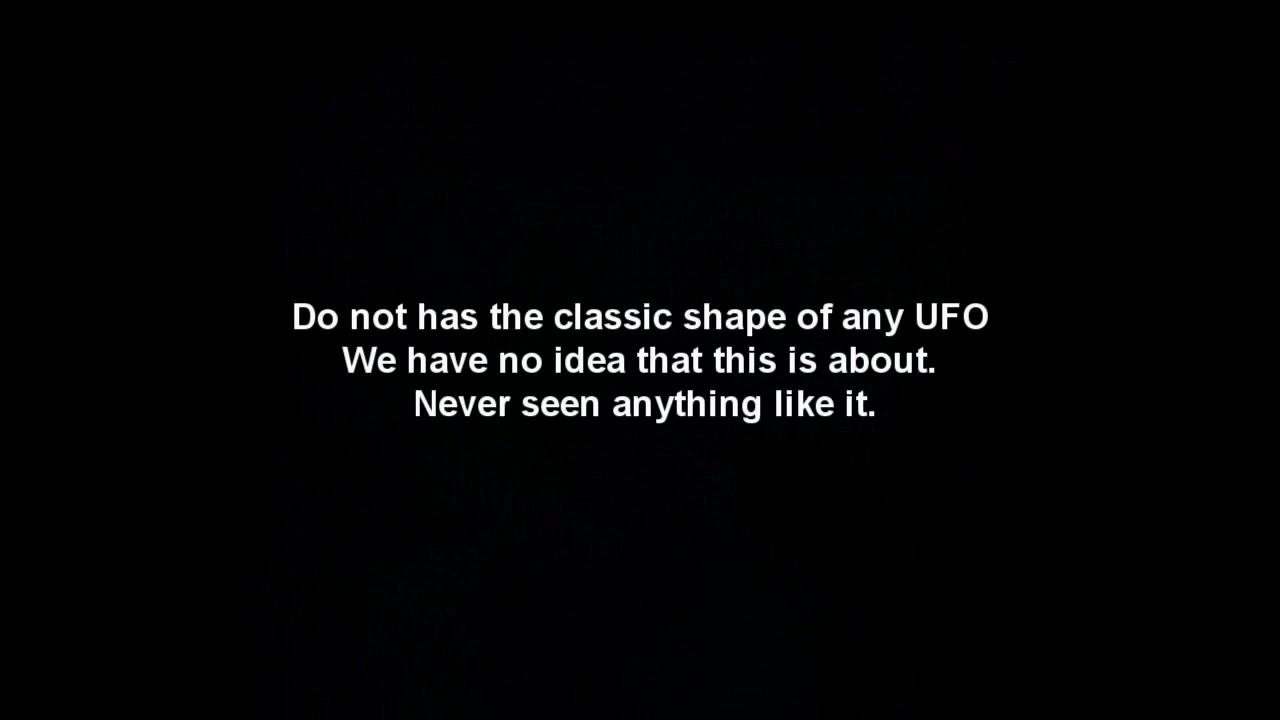 Do not has the classic shape of any UFO
We have no idea that this is about.
Never seen anything like it.